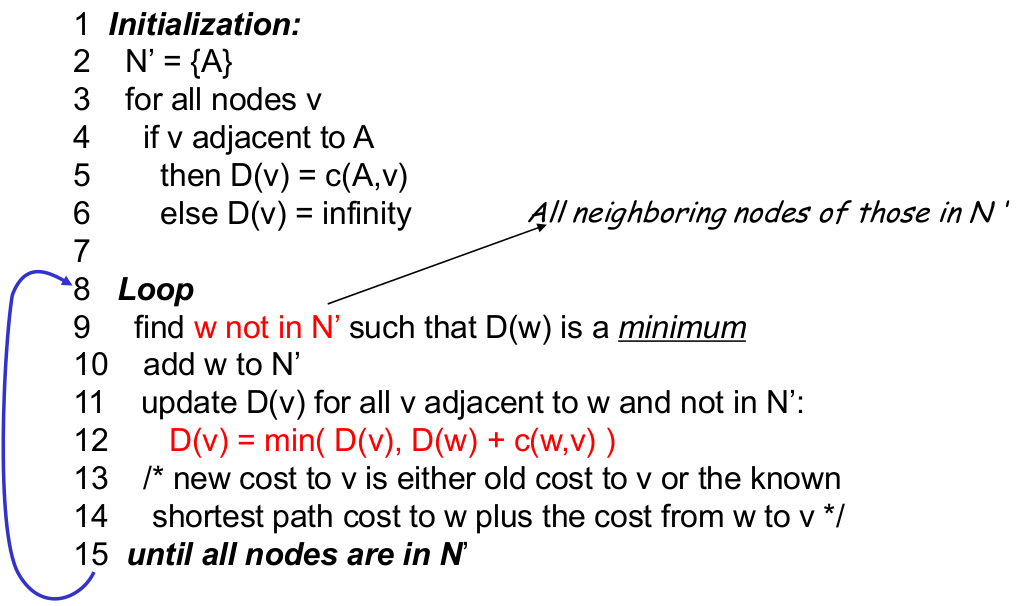 1 Initialization:
2 N’ = {A}
3 for all nodes v
4 if v adjacent to A
5 then D(v) = c(A,v)
6 else D(v) = infinity
All neighboring nodes of those in N '
7
8 Loop
9 find w not in N’ such that D(w) is a minimum
10 add w to N’
11 update D(v) for all v adjacent to w and not in N’:
12 D(v) = min( D(v), D(w) + c(w,v) )
13 /* new cost to v is either old cost to v or the known
14 shortest path cost to w plus the cost from w to v */
15 until all nodes are in N’